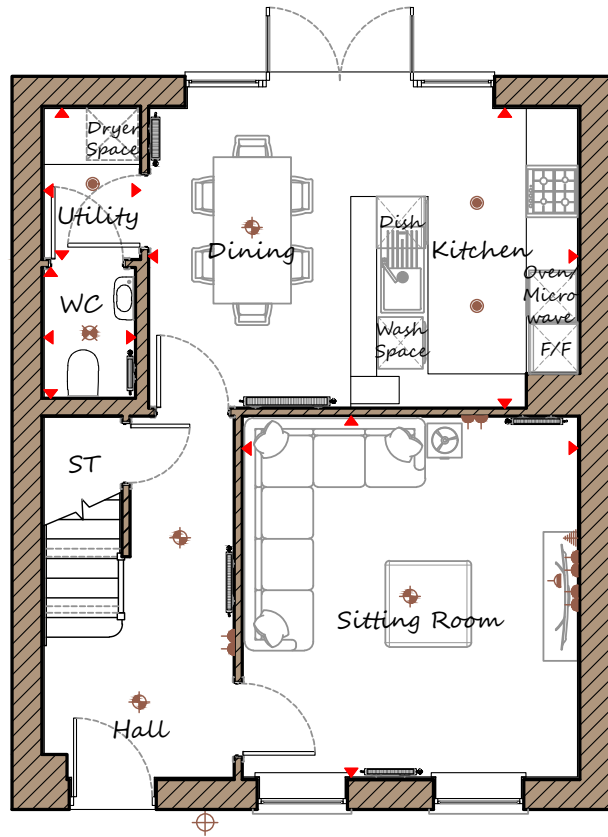 Dryer
Space
Utility
Dining
Dish
Kitchen
WC
Oven/
Micro
wave
Wash
Space
F/F
ST
Sitting Room
Hall